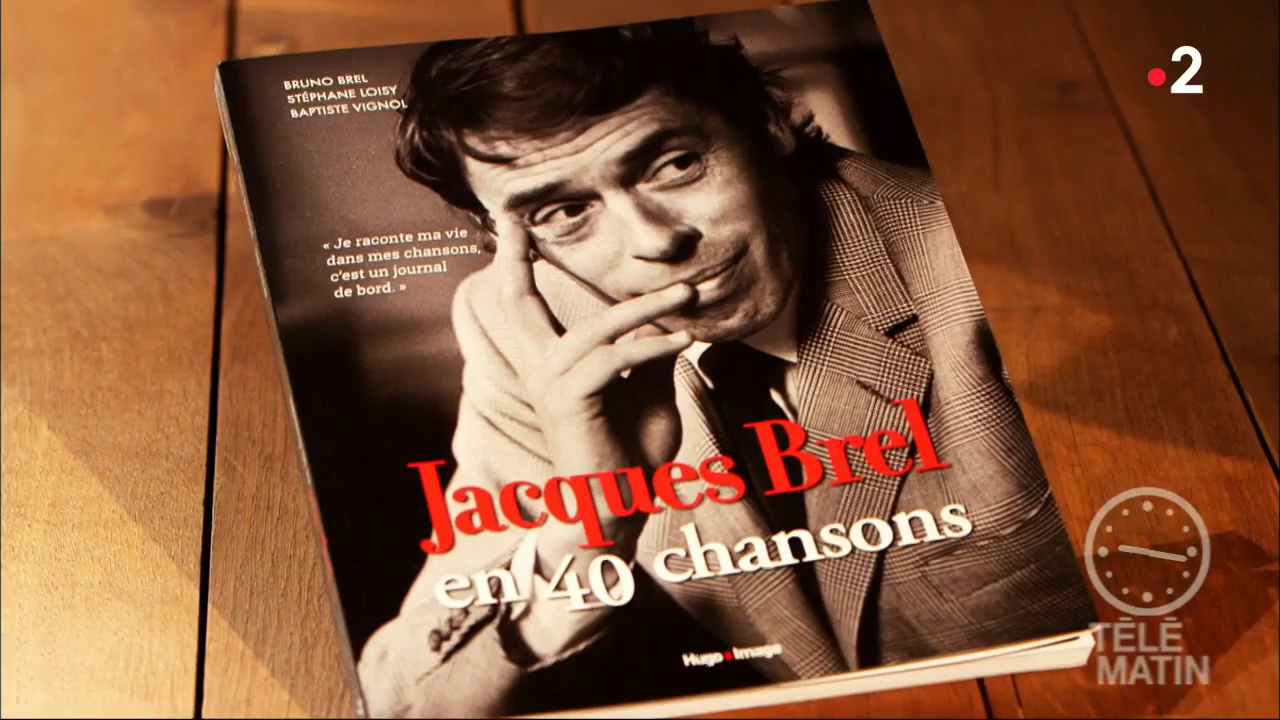 BRUNO BREL
STÉPHANE LOISY
BAPTISTE VIGNOL
« Je raconte ma vie
dans mes chansons,
c'est un journal
de bord. »
Jacques Brel
en 40 chansons
Hugo Image
2
TÉLÉ
MATIN